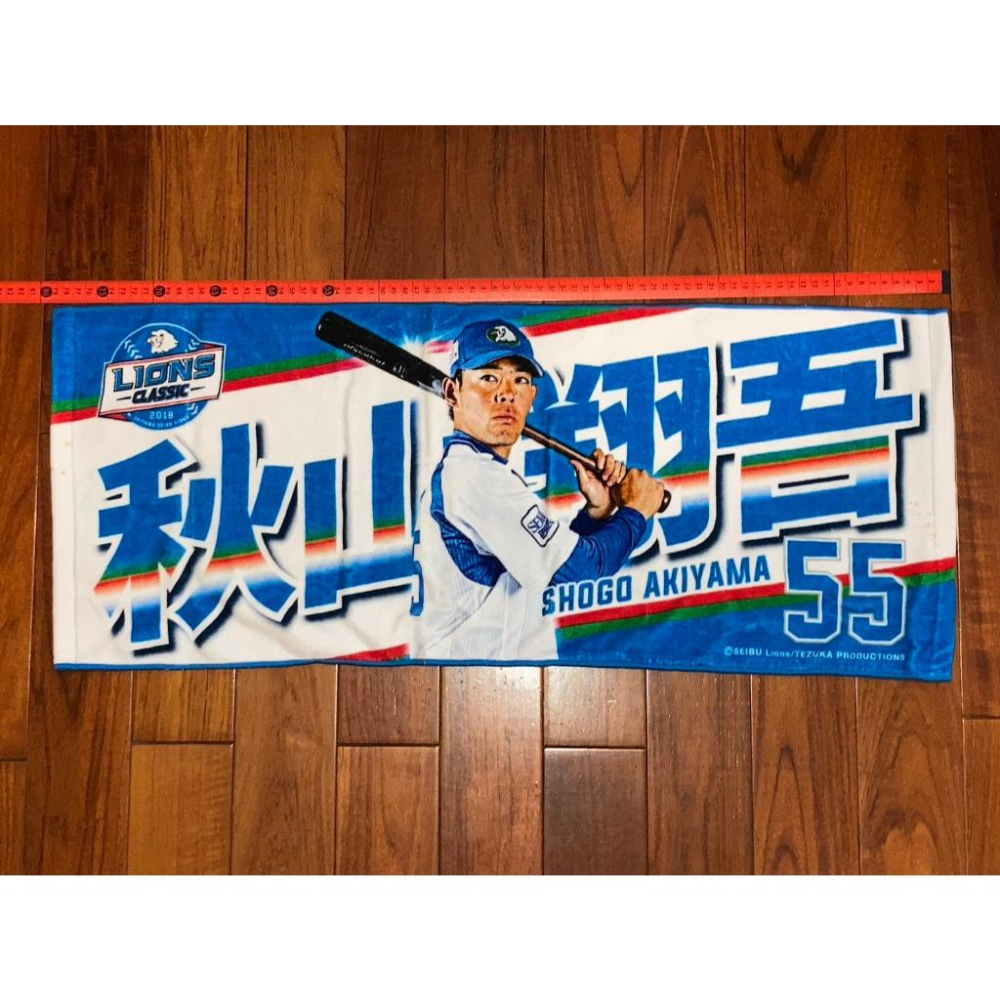 LIONS
CLASSIC
2018
秋山翔吾
SHOGO AKIYAMA
55
©SEIBU Lions/TEZUKA PRODUCTIONS